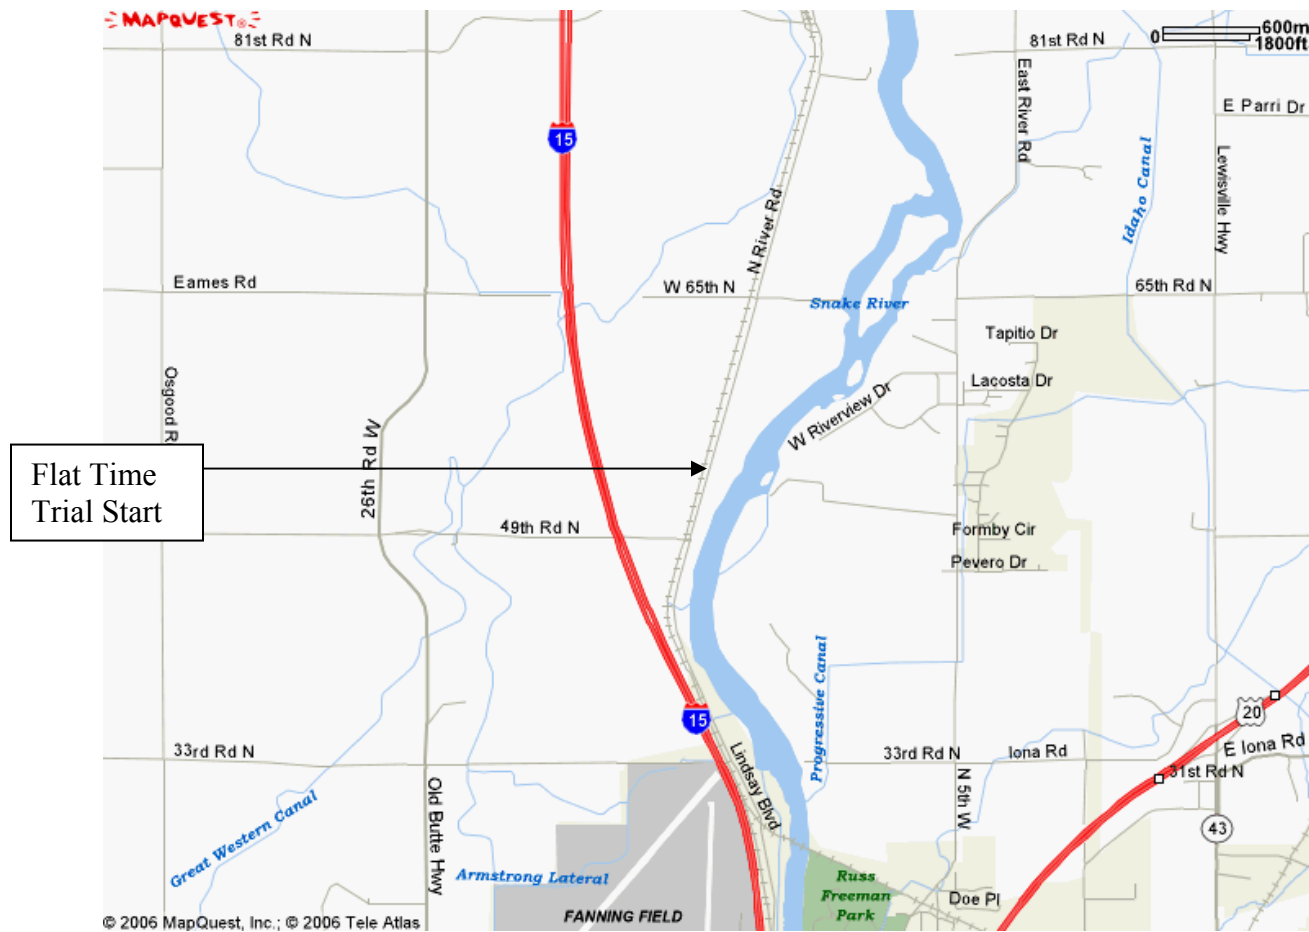 MAPQUEST®
81st Rd N
81st Rd N
0
600m
1800ft
East River Rd
E Parri Dr
15
Idaho Canal
Lewisville Hwy
N River Rd
Eames Rd
W 65th N
Snake River
65th Rd N
Tapitio Dr
Osgood R
Lacosta Dr
W Riverview Dr
26th Rd W
Flat Time
Trial Start
49th Rd N
Formby Cir
Pevero Dr
Progressive Canal
15
20
33rd Rd N
Lindsay Blvd
33rd Rd N
Iona Rd
E Iona Rd
31st Rd N
Old Butte Hwy
N 5th W
43
Great Western Canal
Armstrong Lateral
Russ
Freeman
Park
Doe Pl
FANNING FIELD
© 2006 MapQuest, Inc.; © 2006 Tele Atlas